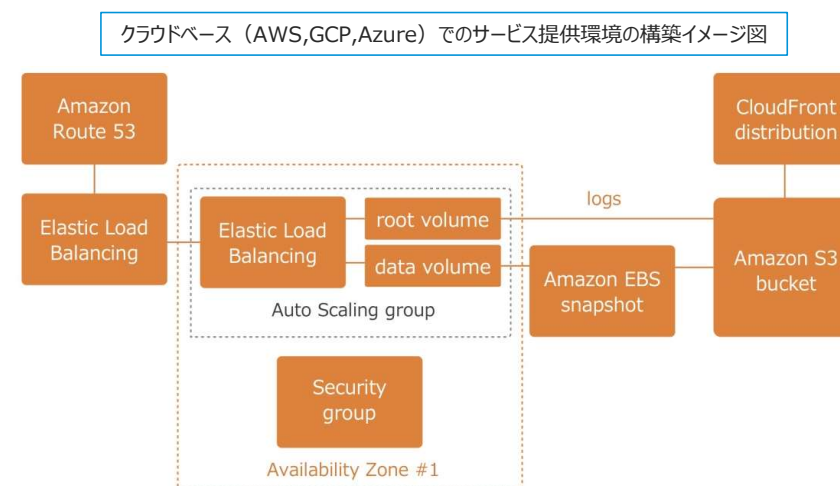 クラウドベース（AWS,GCP,Azure）でのサービス提供環境の構築イメージ図
Amazon
Route 53
CloudFront
distribution
Elastic Load
Balancing
Elastic Load
Balancing
root volume
data volume
logs
Amazon EBS
snapshot
Amazon S3
bucket
Auto Scaling group
Security
group
Availability Zone #1